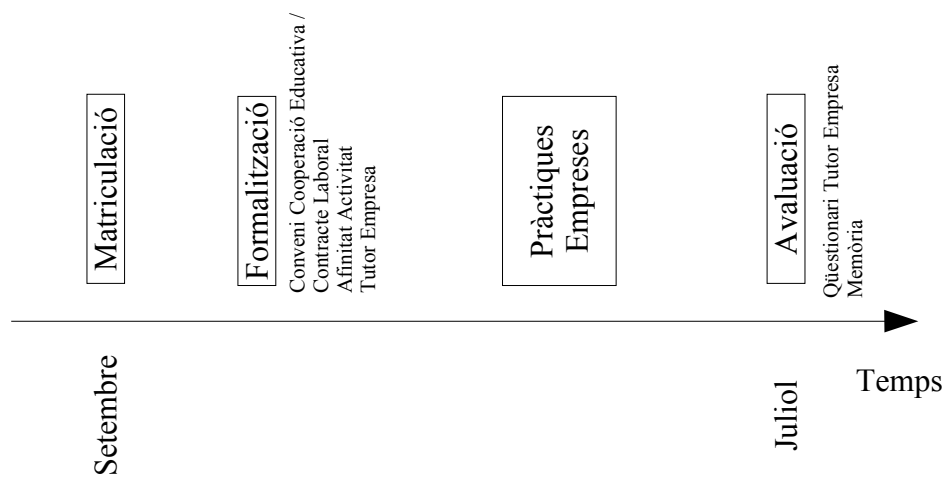 Matriculació
Formalització
Conveni Cooperació Educativa /
Contracte Laboral
Afinitat Activitat
Tutor Empresa
Pràctiques
Empreses
Avaluació
Qüestionari Tutor Empresa
Memòria
Setembre
Juliol
Temps